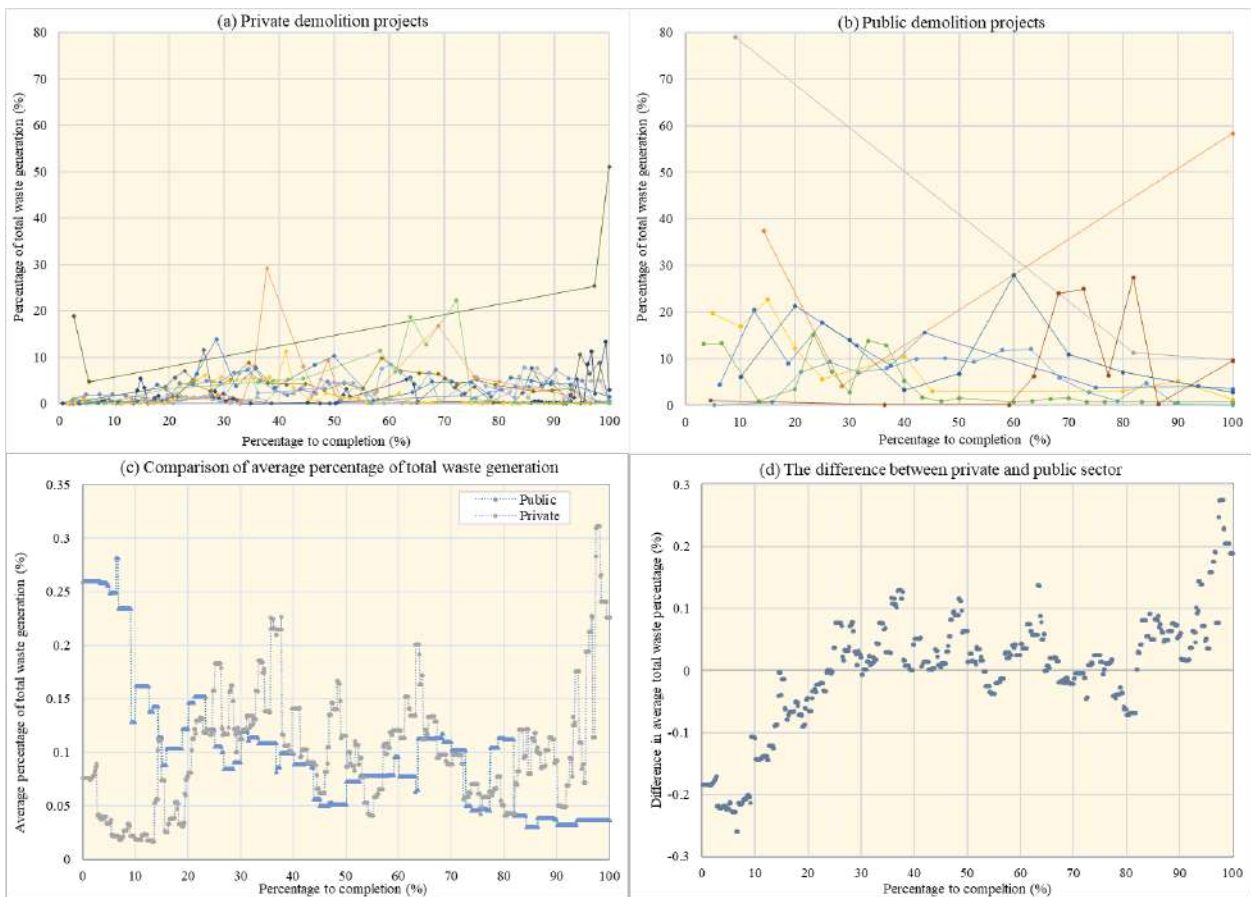 (a) Private demolition projects
80
70
60
50
40
30
20
10
0
Percentage of total waste generation (%)
0 10 20 30 40 50 60 70 80 90 100
Percentage to completion (%)
(b) Public demolition projects
80
70
60
50
40
30
20
10
0
Percentage of total waste generation (%)
0 10 20 30 40 50 60 70 80 90 100
Percentage to completion (%)
(c) Comparison of average percentage of total waste generation
0.35
0.3
0.25
0.2
0.15
0.1
0.05
0.
Average percentage of total waste generation (%)
Public
Private
0 10 20 30 40 50 60 70 80 90 100
Percentage to completion (%)
(d) The difference between private and public sector
0.3
0.2
0.1
0
-0.1
-0.2
-0.3
Difference in average total waste percentage (%)
0 10 20 30 40 50 60 70 80 90 100
Percentage to compeltion (%)